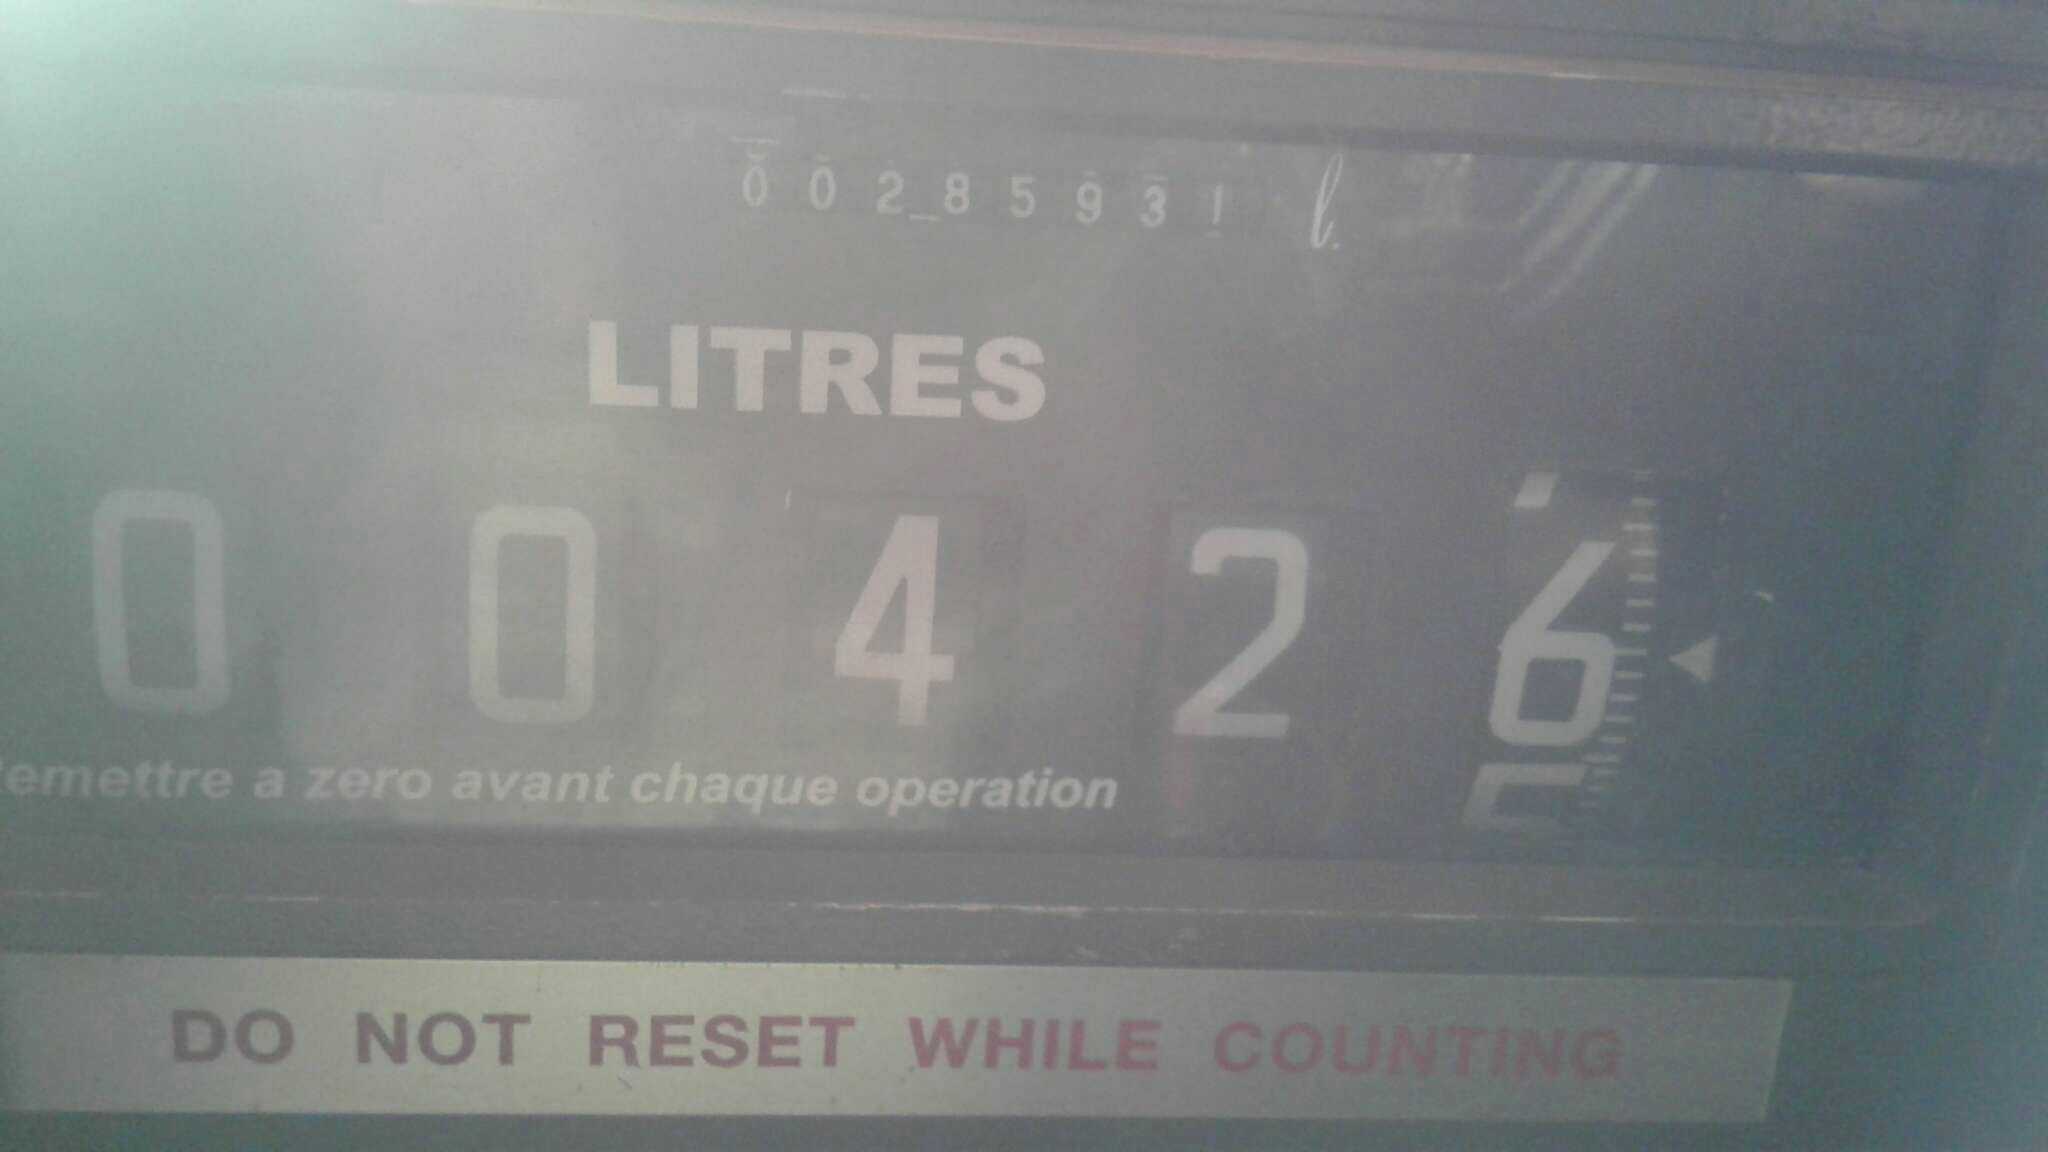 0 0 2 8 5 9 3 1 l.
LITRES
0 0 4 2 6
Remettre a zero avant chaque operation
DO NOT RESET WHILE COUNTING